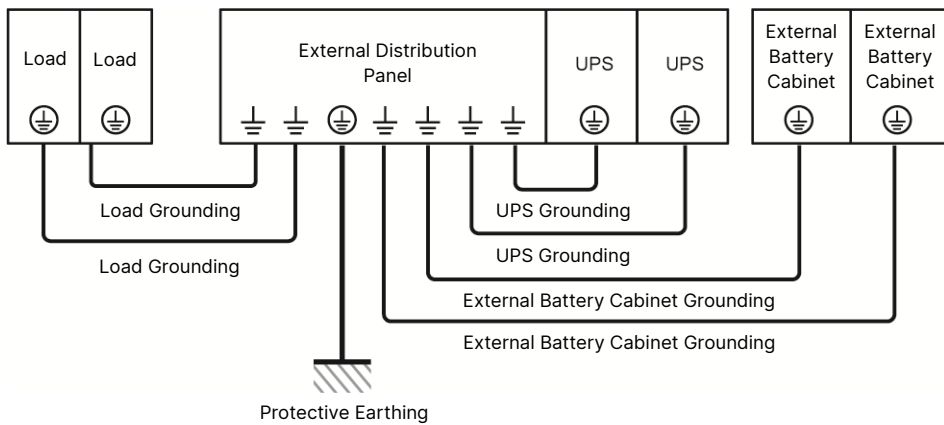 Load
Load
External Distribution
Panel
UPS
UPS
External
Battery
Cabinet
External
Battery
Cabinet
Load Grounding
UPS Grounding
Load Grounding
UPS Grounding
External Battery Cabinet Grounding
External Battery Cabinet Grounding
Protective Earthing